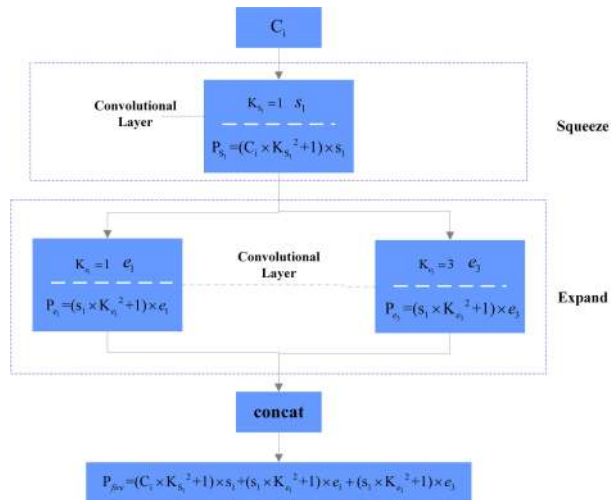 C_i
K_{s_1}=1 s_1
Convolutional
Layer
P_{s_1}=(C_i×K_{s_1}^2+1)×s_1
Squeeze
K_{e_1}=1 e_1
K_{e_3}=3 e_3
Convolutional
Layer
P_{e_1}=(s_1×K_{e_1}^2+1)×e_1
P_{e_3}=(s_1×K_{e_3}^2+1)×e_3
Expand
concat
P_{fire}=(C_i×K_{s_1}^2+1)×s_1+(s_1×K_{e_1}^2+1)×e_1+(s_1×K_{e_3}^2+1)×e_3